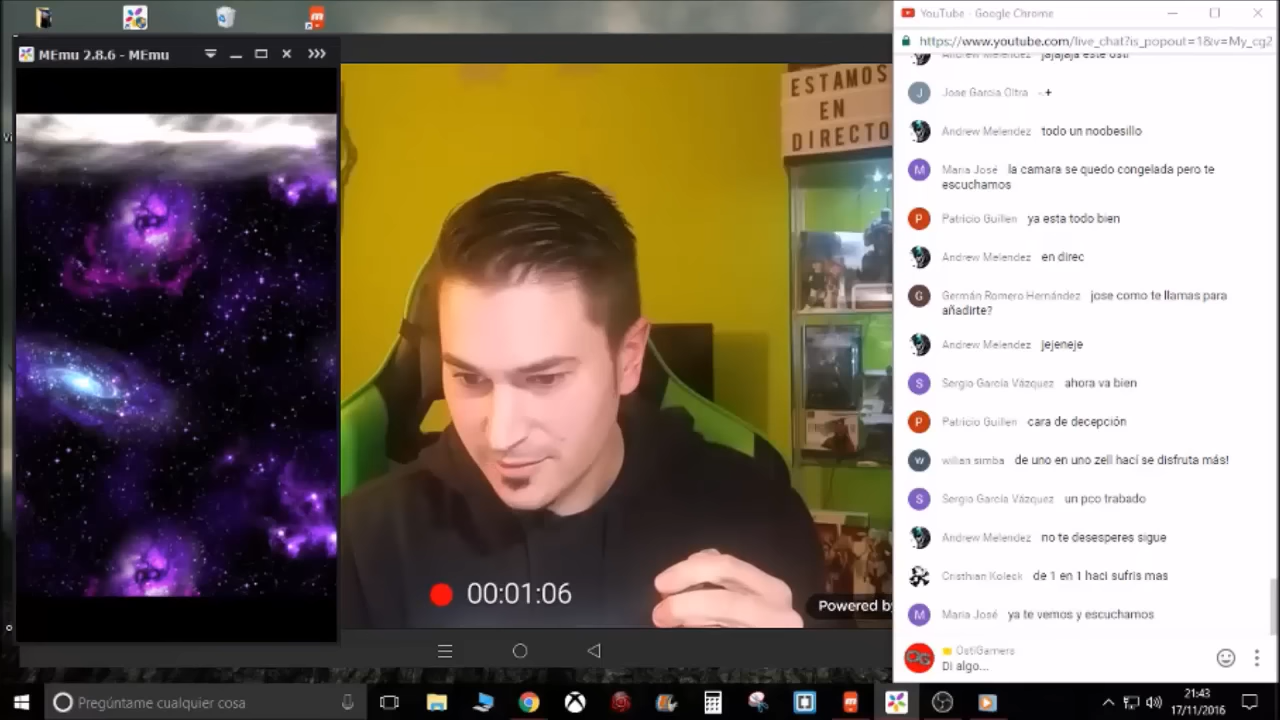 MEmu 2.8.6 - MEmu
ESTAMOS
EN
DIRECTO
00:01:06
Powered by
YouTube - Google Chrome
https://www.youtube.com/live_chat?is_popout=1&v=My_cg2
Andrew Melendez jajajaja este osti
Jose Garcia Oltra -+
Andrew Melendez todo un noobesillo
Maria José la camara se quedo congelada pero te
escuchamos
Patricio Guillen ya esta todo bien
Andrew Melendez en direc
Germán Romero Hernández jose como te llamas para
añadirte?
Andrew Melendez jejeneje
Sergio García Vázquez ahora va bien
Patricio Guillen cara de decepción
wilian simba de uno en uno zell hací se disfruta más!
Sergio García Vázquez un pco trabado
Andrew Melendez no te desesperes sigue
Cristhian Koleck de 1 en 1 haci sufris mas
Maria José ya te vemos y escuchamos
OstiGamers
Di algo...
Pregúntame cualquier cosa
21:43
17/11/2016